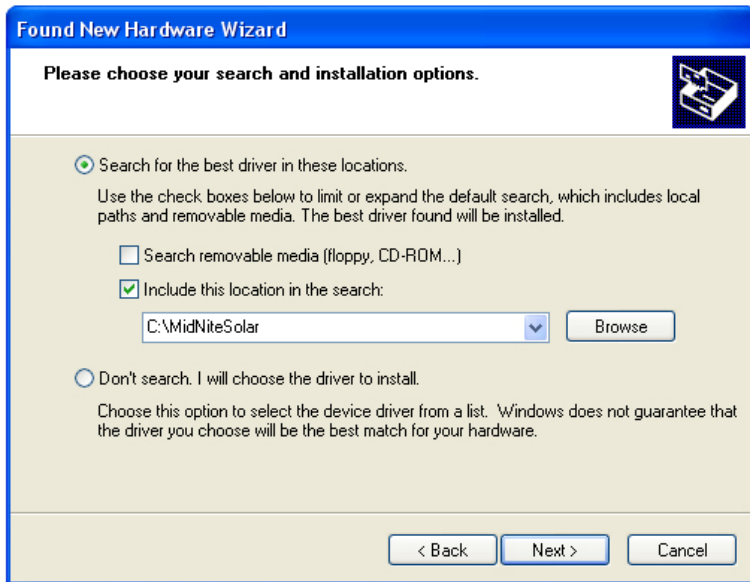 Found New Hardware Wizard
Please choose your search and installation options.
Search for the best driver in these locations.
Use the check boxes below to limit or expand the default search, which includes local
paths and removable media. The best driver found will be installed.
Search removable media (floppy, CD-ROM...)
Include this location in the search:
C:\MidNiteSolar
Browse
Don't search. I will choose the driver to install.
Choose this option to select the device driver from a list. Windows does not guarantee that
the driver you choose will be the best match for your hardware.
< Back Next > Cancel